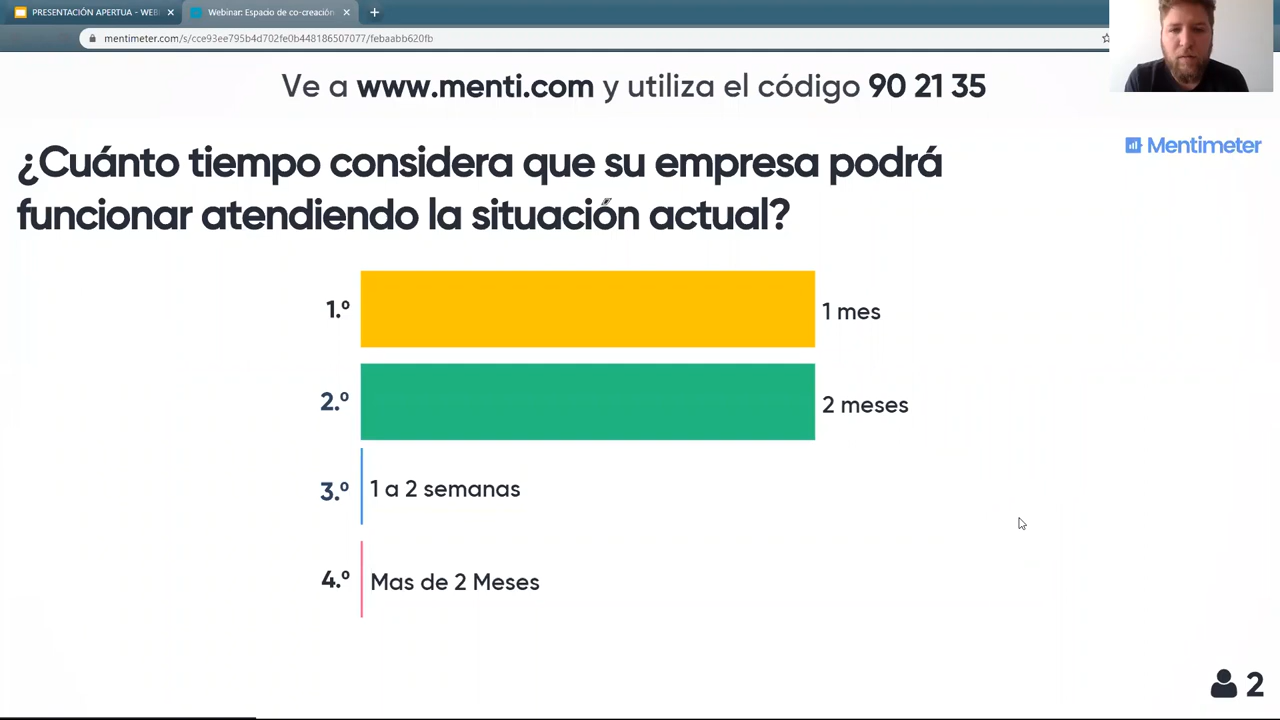 PRESENTACIÓN APERTUA - WEB
Webinar: Espacio de co-creación
mentimeter.com/s/cce93ee795b4d702fe0b448186507077/febaabb620fb
Ve a www.menti.com y utiliza el código 90 21 35
Mentimeter
¿Cuánto tiempo considera que su empresa podrá
funcionar atendiendo la situación actual?
1.º 1 mes
2.º 2 meses
3.º 1 a 2 semanas
4.º Mas de 2 Meses
2